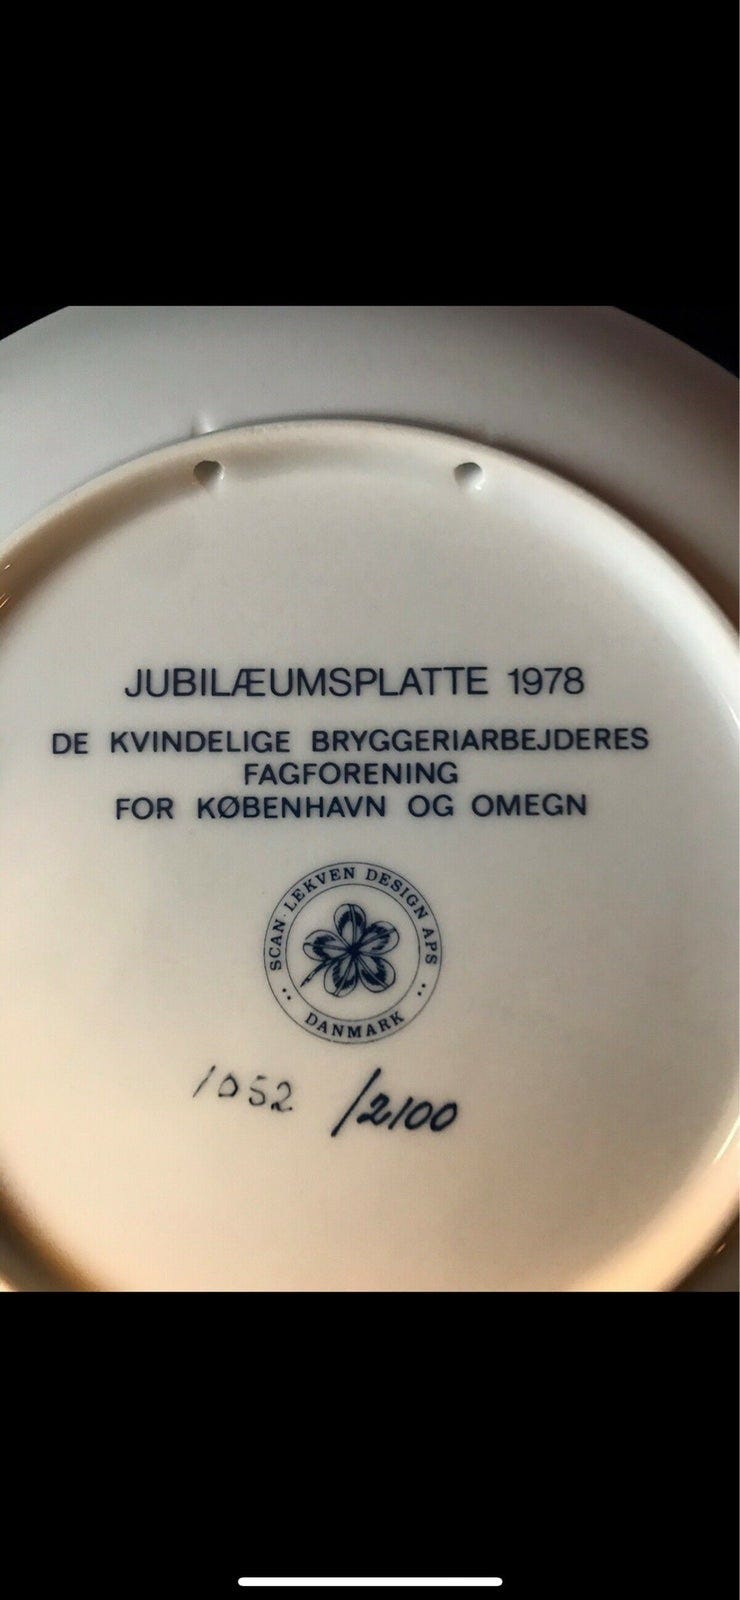 JUBILÆUMSPLATTE 1978
DE KVINDELIGE BRYGGERIARBEJDERES
FAGFORENING
FOR KØBENHAVN OG OMEGN
SCAN · LEKVEN DESIGN APS
DANMARK
1052 /2100